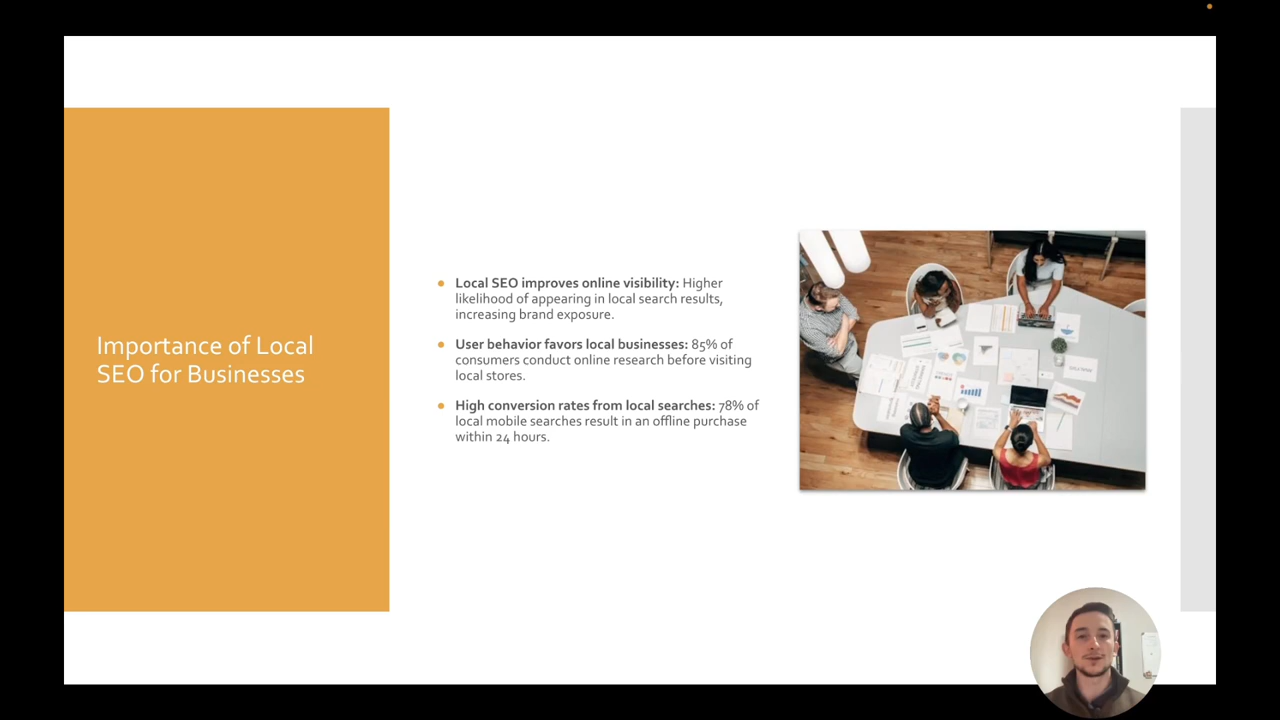 Importance of Local
SEO for Businesses
Local SEO improves online visibility: Higher
likelihood of appearing in local search results,
increasing brand exposure.
User behavior favors local businesses: 85% of
consumers conduct online research before visiting
local stores.
High conversion rates from local searches: 78% of
local mobile searches result in an offline purchase
within 24 hours.